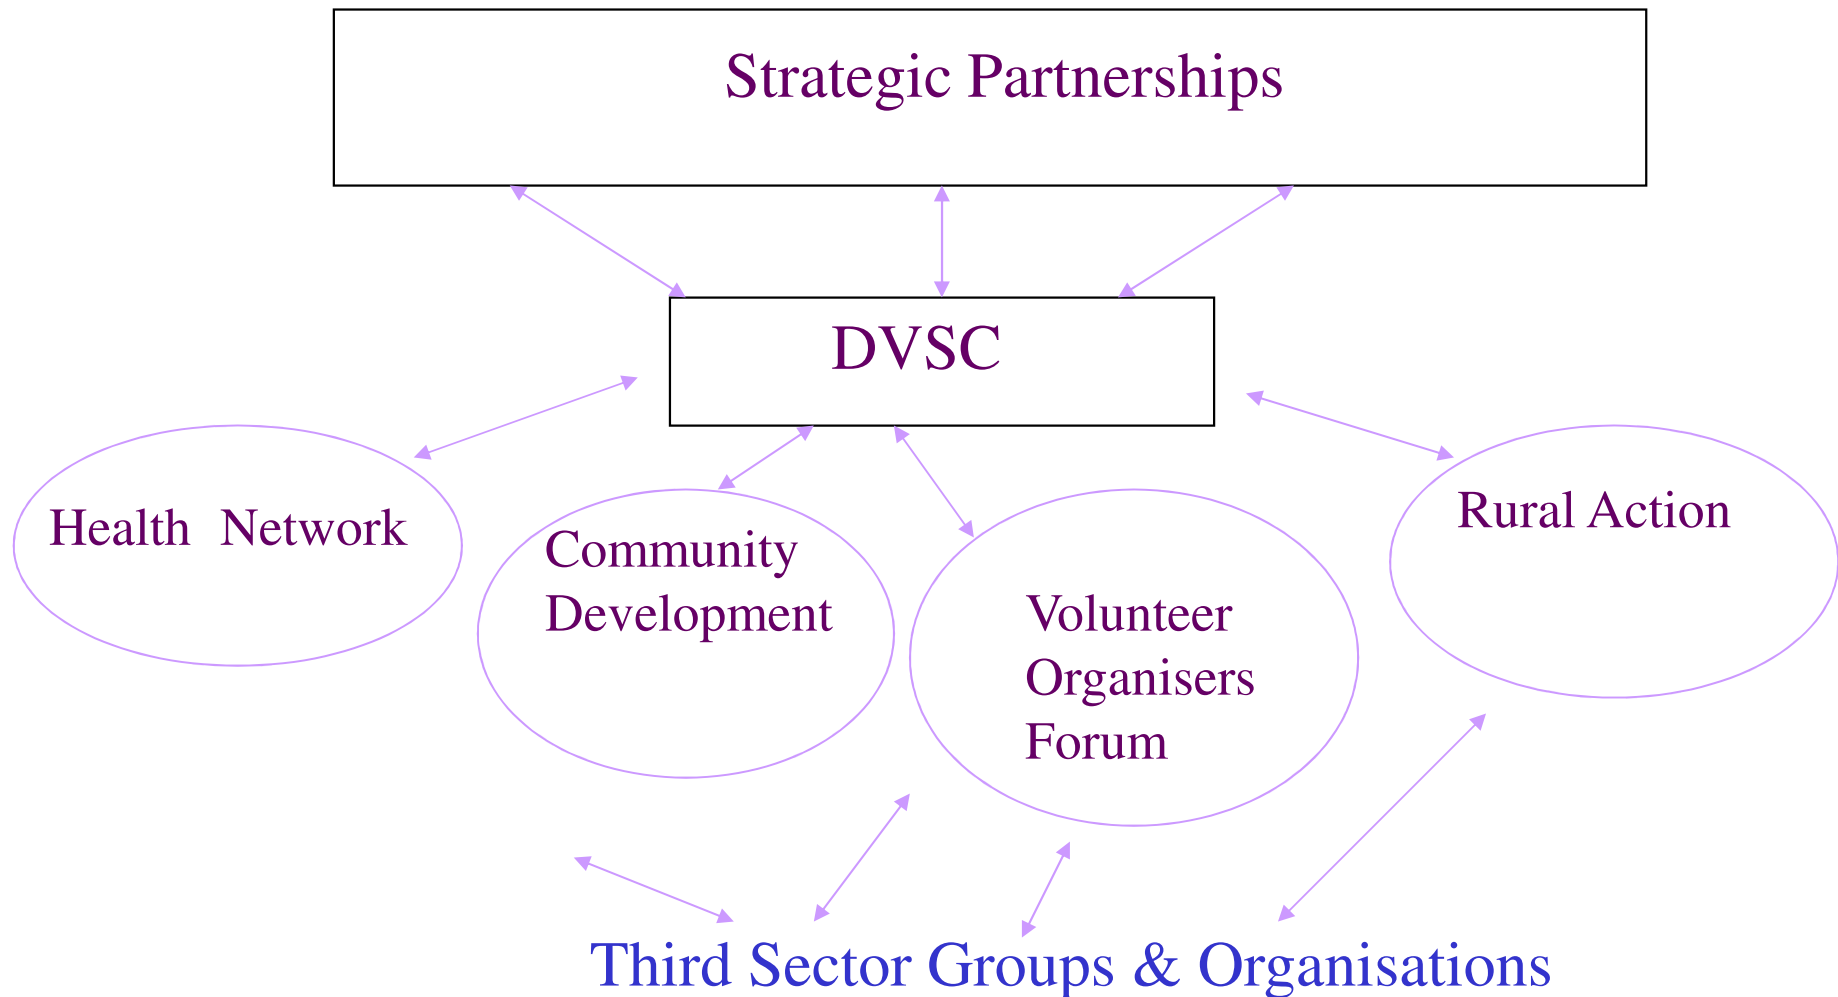 Strategic Partnerships
DVSC
Health Network
Community
Development
Volunteer
Organisers
Forum
Rural Action
Third Sector Groups & Organisations